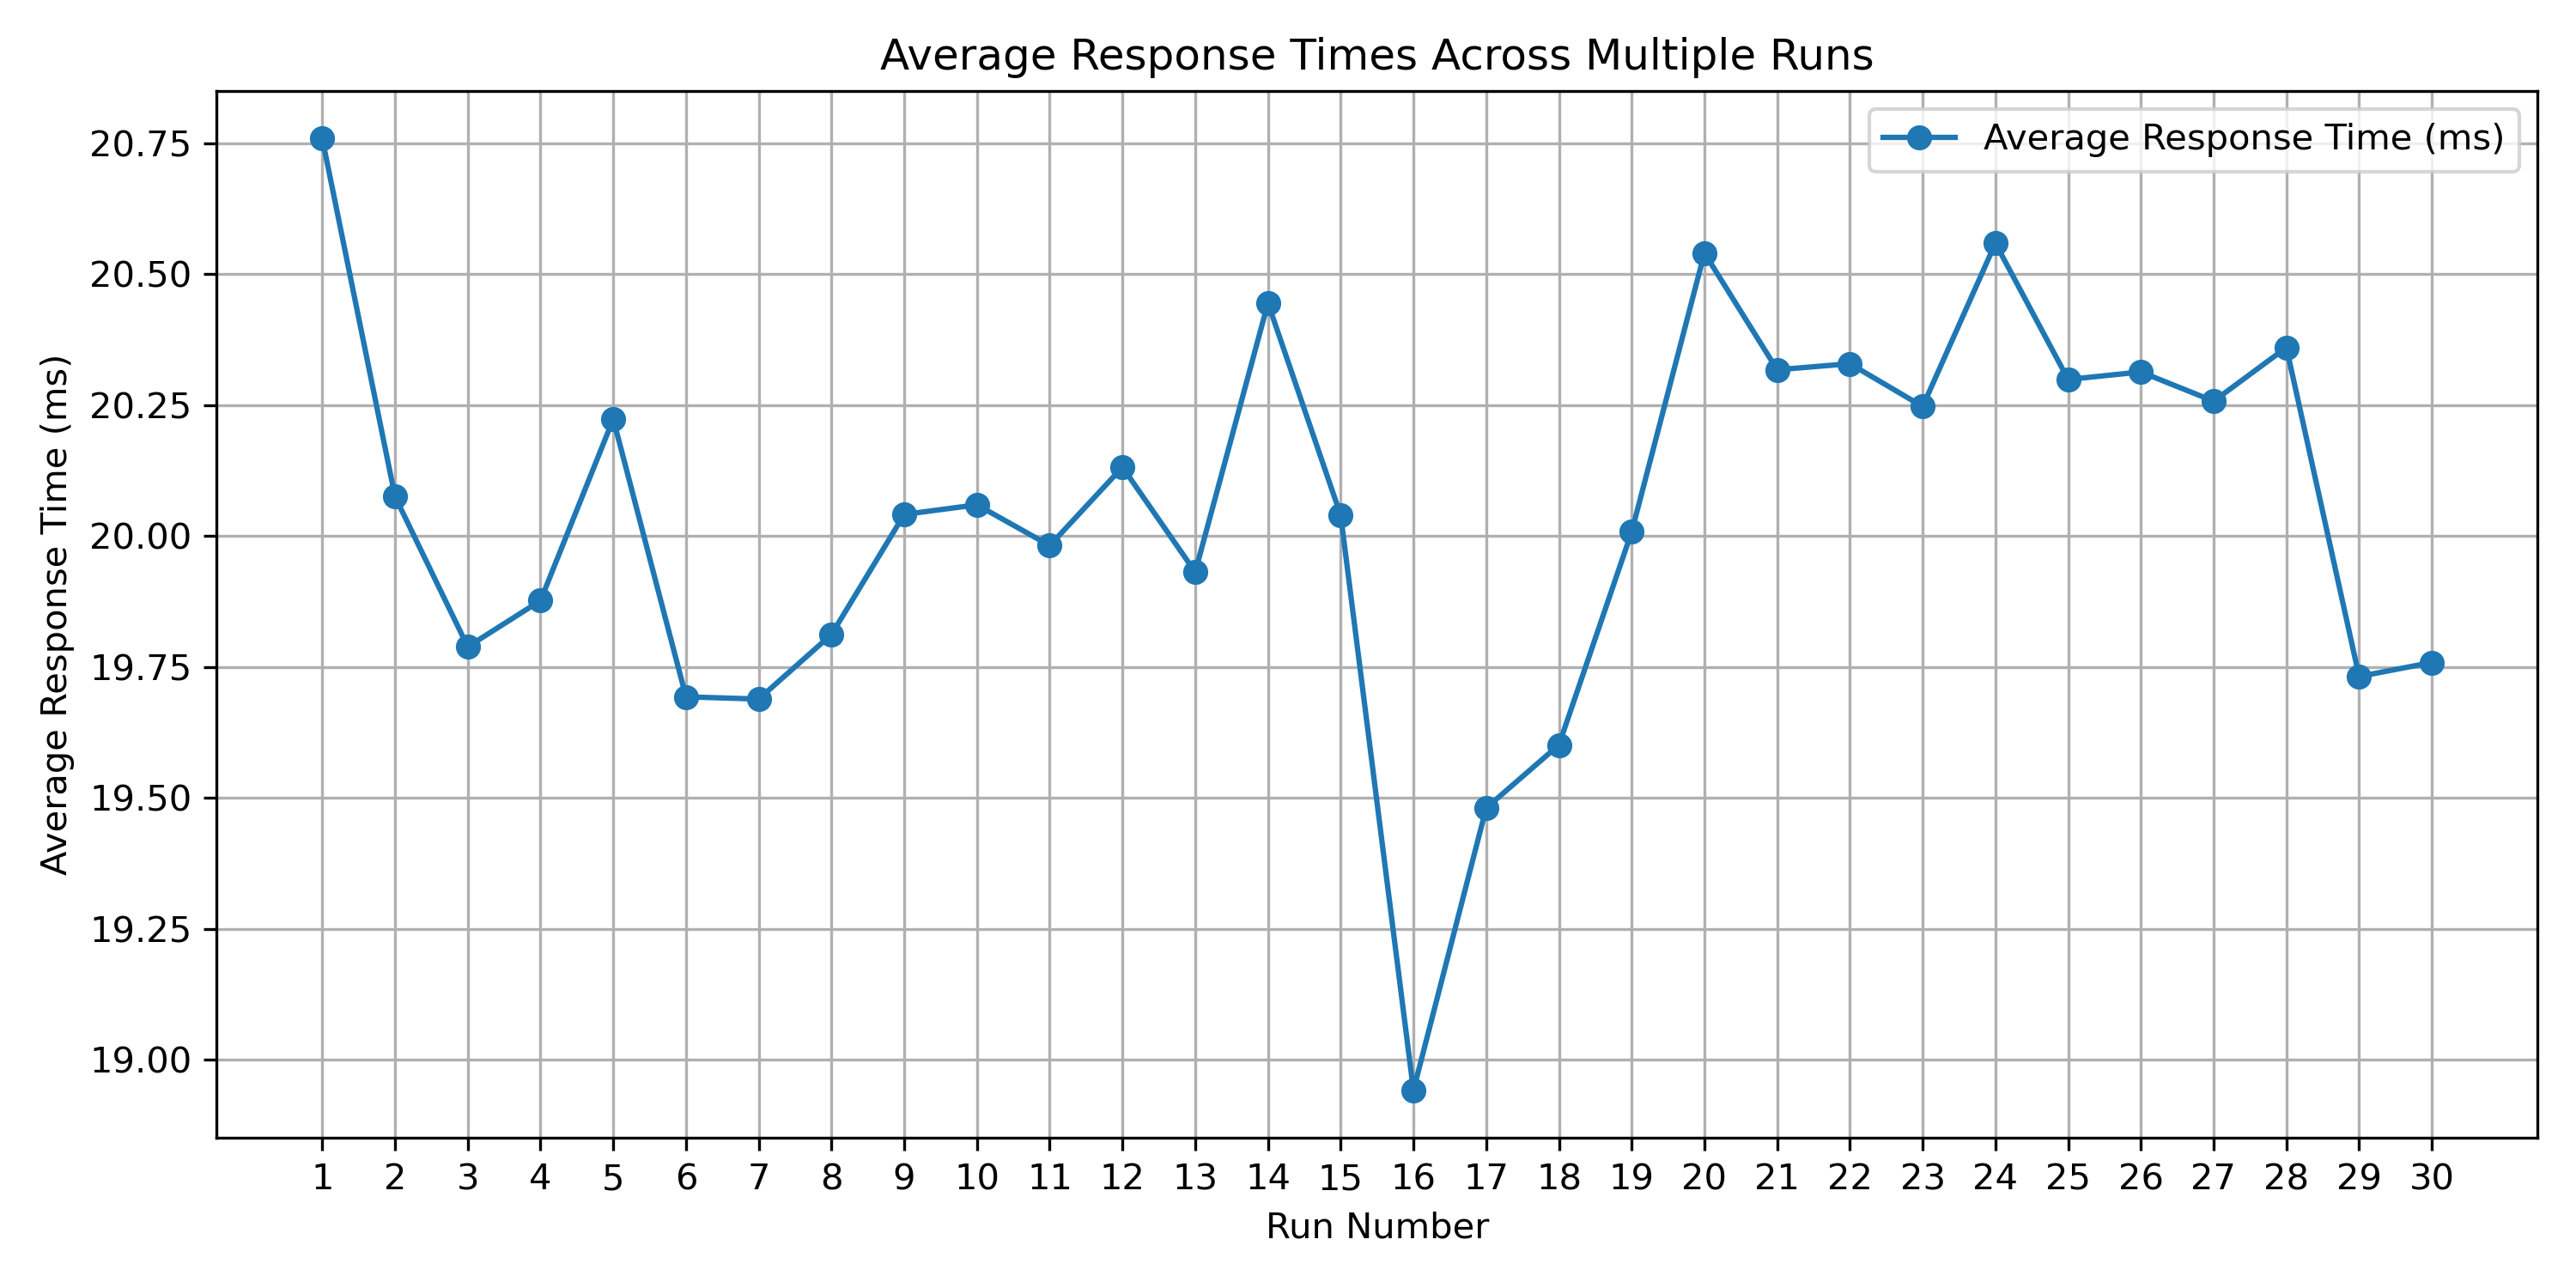 Average Response Times Across Multiple Runs
Average Response Time (ms)
20.75
20.50
20.25
20.00
19.75
19.50
19.25
19.00
Average Response Time (ms)
1 2 3 4 5 6 7 8 9 10 11 12 13 14 15 16 17 18 19 20 21 22 23 24 25 26 27 28 29 30
Run Number